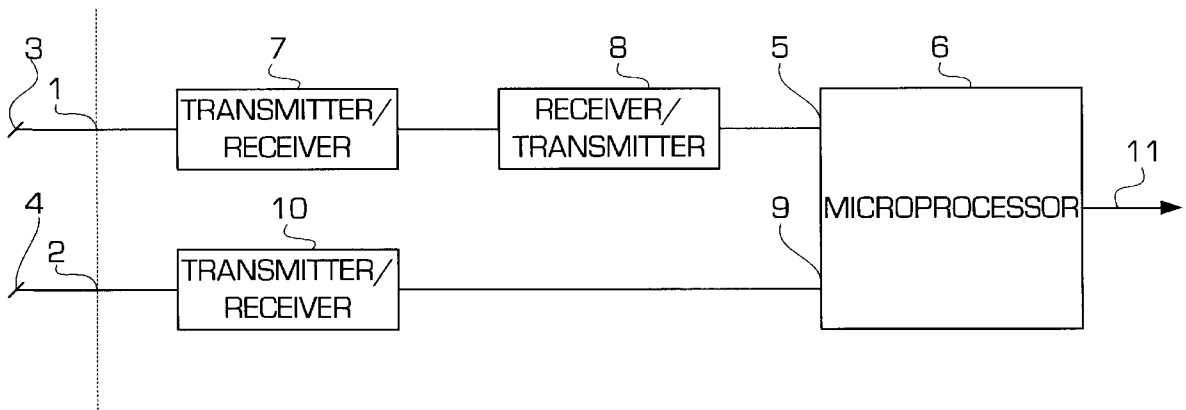 3
1
7
TRANSMITTER/
RECEIVER
8
RECEIVER/
TRANSMITTER
5
6
MICROPROCESSOR
11
4
2
10
TRANSMITTER/
RECEIVER
9